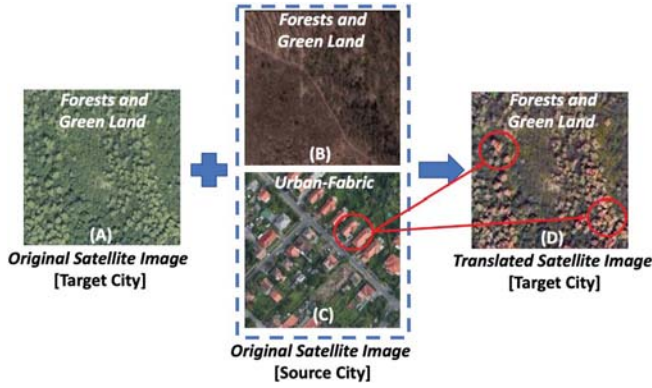 Forests and
Green Land
(A)
Original Satellite Image
[Target City]
Forests and
Green Land
(B)
Urban-Fabric
(C)
Original Satellite Image
[Source City]
Forests and
Green Land
(D)
Translated Satellite Image
[Target City]